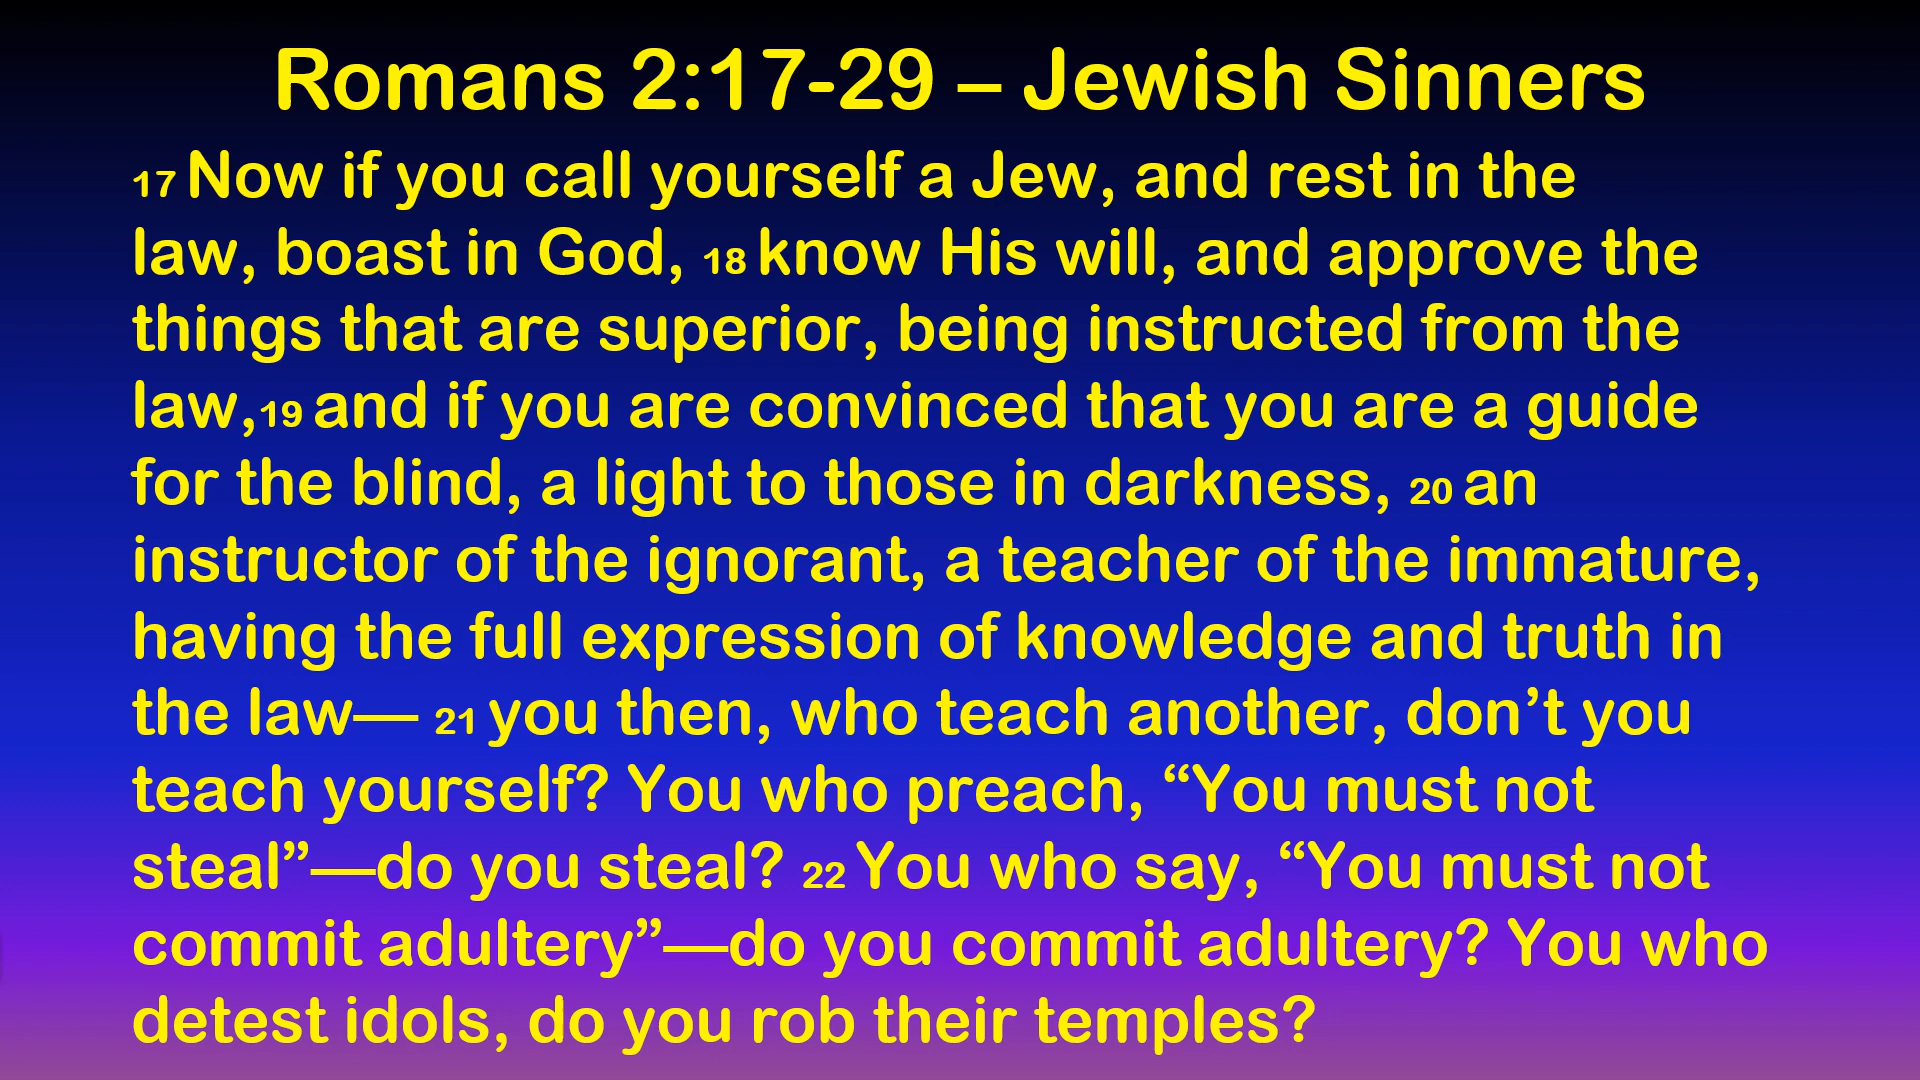 Romans 2:17-29 – Jewish Sinners
17 Now if you call yourself a Jew, and rest in the
law, boast in God, 18 know His will, and approve the
things that are superior, being instructed from the
law,19 and if you are convinced that you are a guide
for the blind, a light to those in darkness, 20 an
instructor of the ignorant, a teacher of the immature,
having the full expression of knowledge and truth in
the law— 21 you then, who teach another, don’t you
teach yourself? You who preach, “You must not
steal”—do you steal? 22 You who say, “You must not
commit adultery”—do you commit adultery? You who
detest idols, do you rob their temples?